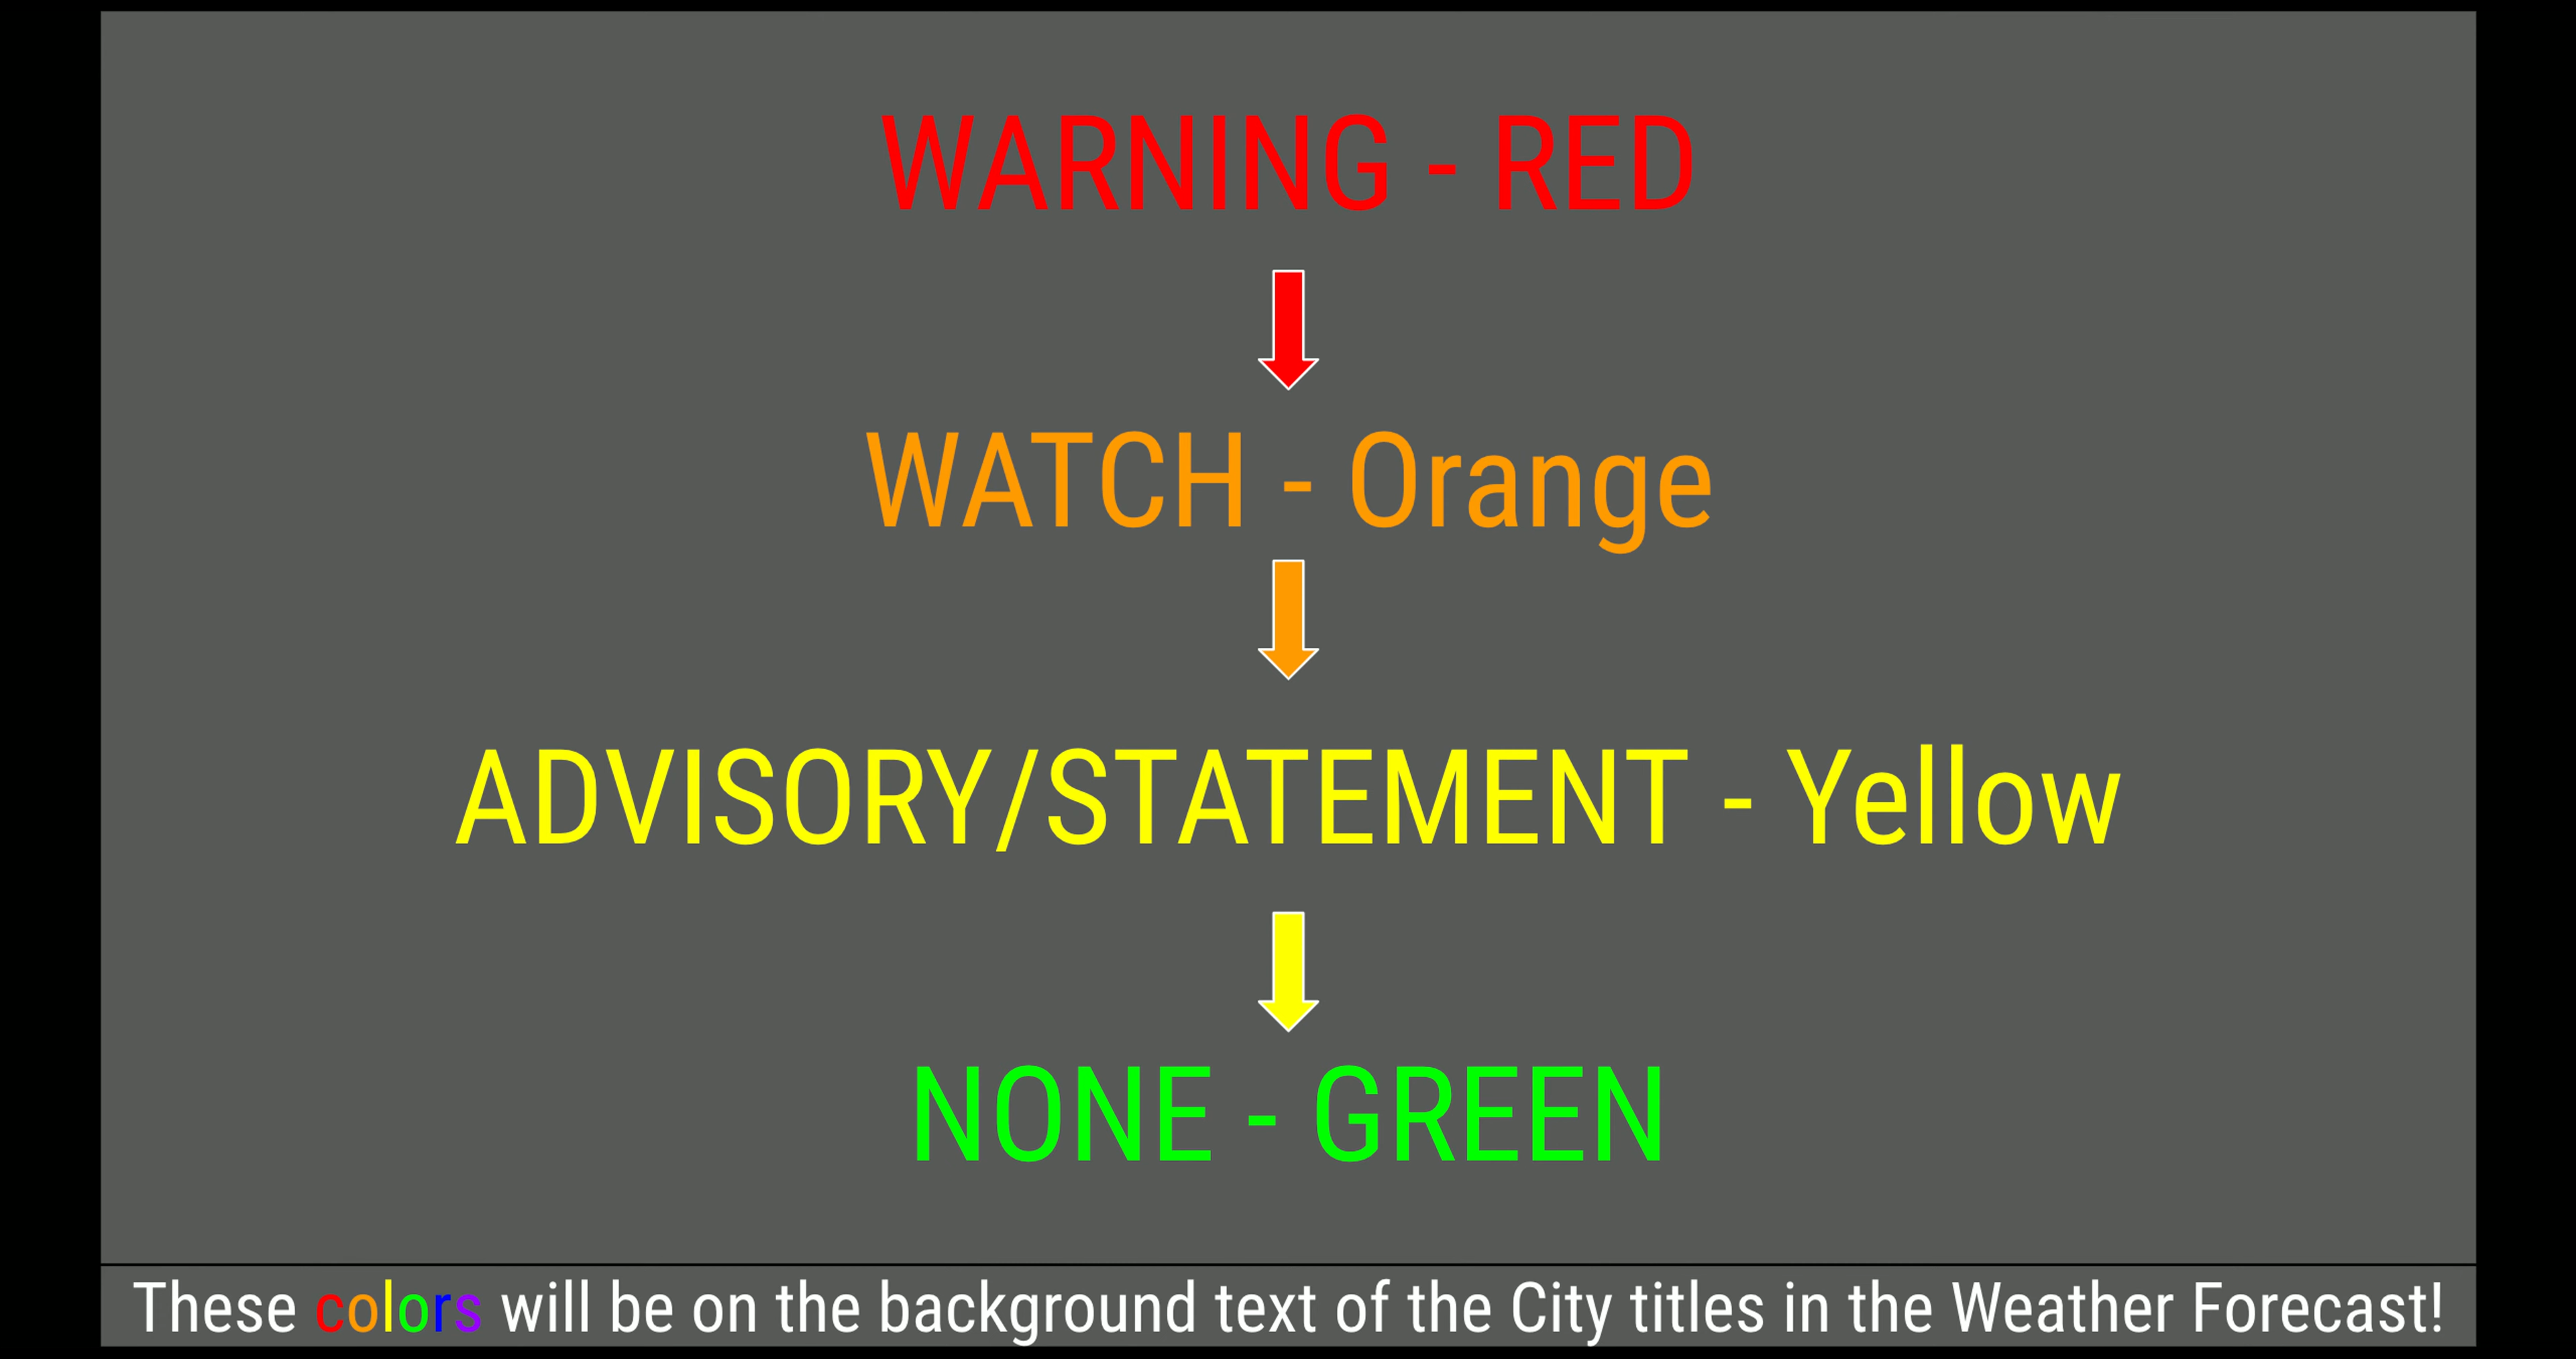 WARNING - RED
WATCH - Orange
ADVISORY/STATEMENT - Yellow
NONE - GREEN
These colors will be on the background text of the City titles in the Weather Forecast!